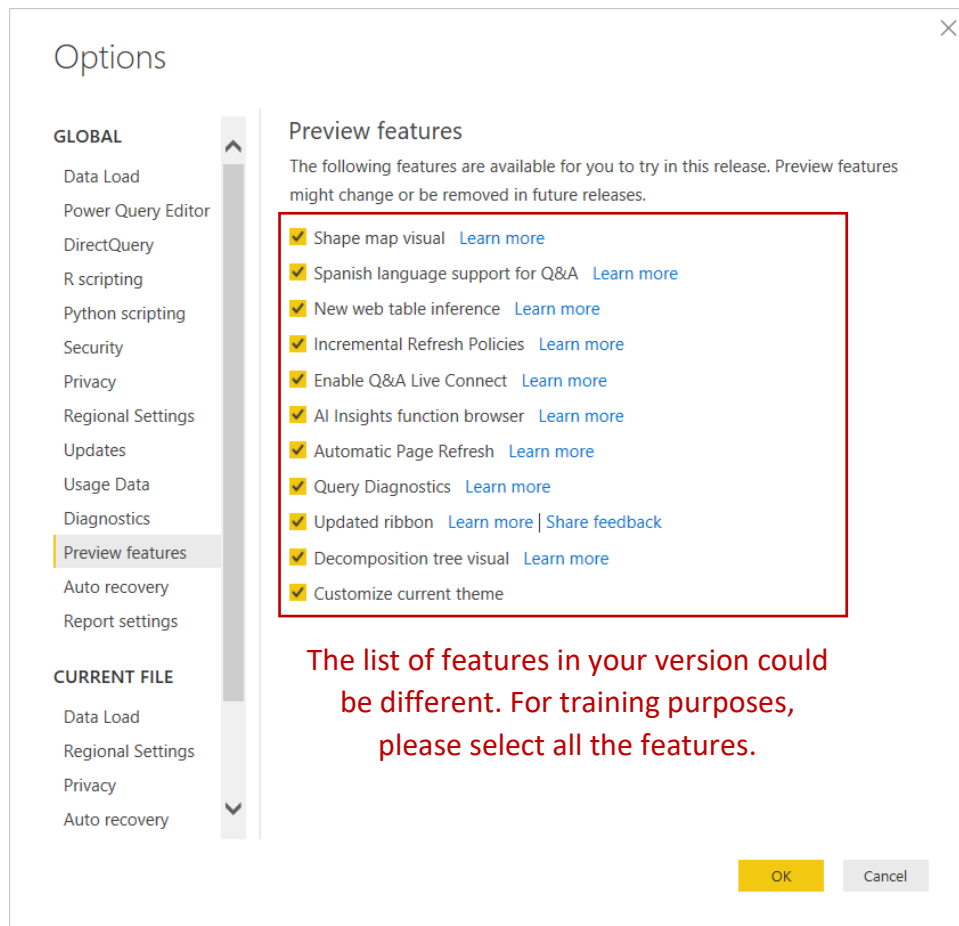 Options
GLOBAL
Data Load
Power Query Editor
DirectQuery
R scripting
Python scripting
Security
Privacy
Regional Settings
Updates
Usage Data
Diagnostics
Preview features
Auto recovery
Report settings
CURRENT FILE
Data Load
Regional Settings
Privacy
Auto recovery
Preview features
The following features are available for you to try in this release. Preview features
might change or be removed in future releases.
Shape map visual Learn more
Spanish language support for Q&A Learn more
New web table inference Learn more
Incremental Refresh Policies Learn more
Enable Q&A Live Connect Learn more
AI Insights function browser Learn more
Automatic Page Refresh Learn more
Query Diagnostics Learn more
Updated ribbon Learn more | Share feedback
Decomposition tree visual Learn more
Customize current theme
The list of features in your version could
be different. For training purposes,
please select all the features.
OK Cancel